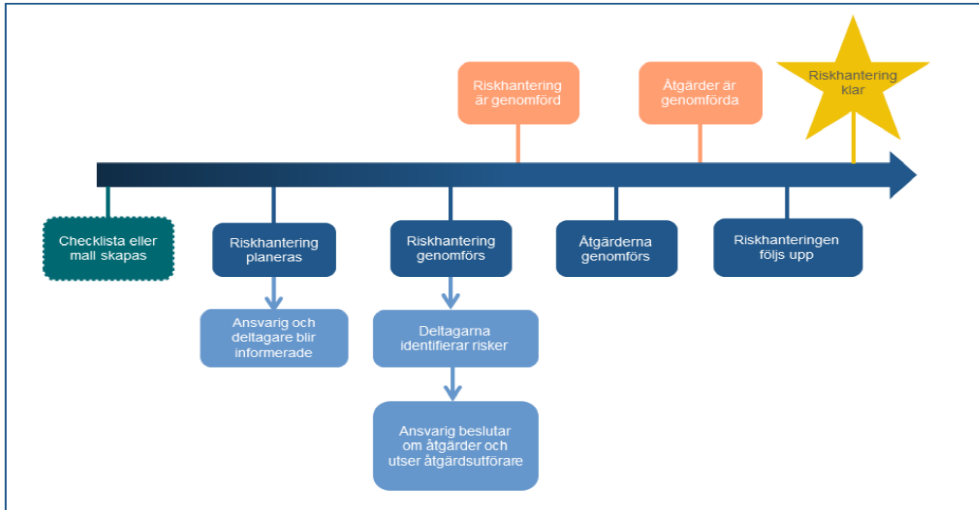 Riskhantering
är genomförd
Åtgärder är
genomförda
Riskhantering
klar
Checklista eller
mall skapas
Riskhantering
planeras
Riskhantering
genomförs
Åtgärderna
genomförs
Riskhanteringen
följs upp
Ansvarig och
deltagare blir
informerade
Deltagarna
identifierar risker
Ansvarig beslutar
om åtgärder och
utser åtgärdsutförare